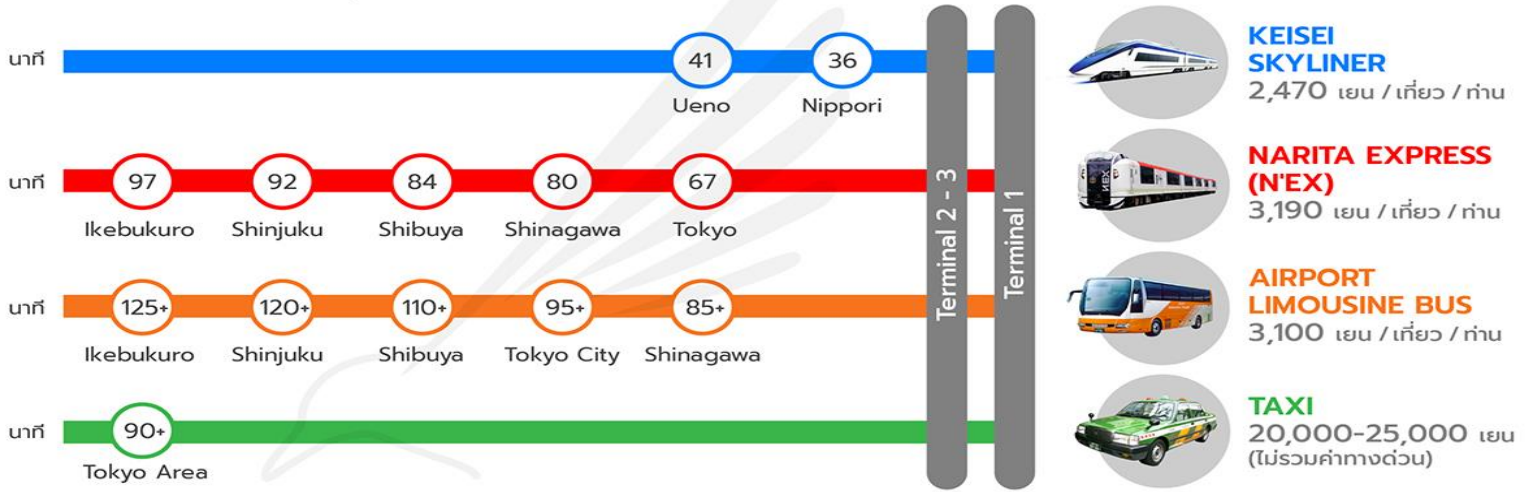 นาที
41
36
Ueno
Nippori
KEISEI
SKYLINER
2,470 เยน / เที่ยว / ท่าน
นาที
97
92
84
80
67
Ikebukuro
Shinjuku
Shibuya
Shinagawa
Tokyo
NARITA EXPRESS
(N'EX)
3,190 เยน / เที่ยว / ท่าน
Terminal 2 - 3
Terminal 1
นาที
125+
120+
110+
95+
85+
Ikebukuro
Shinjuku
Shibuya
Tokyo City
Shinagawa
AIRPORT
LIMOUSINE BUS
3,100 เยน / เที่ยว / ท่าน
นาที
90+
Tokyo Area
TAXI
20,000-25,000 เยน
(ไม่รวมค่าทางด่วน)